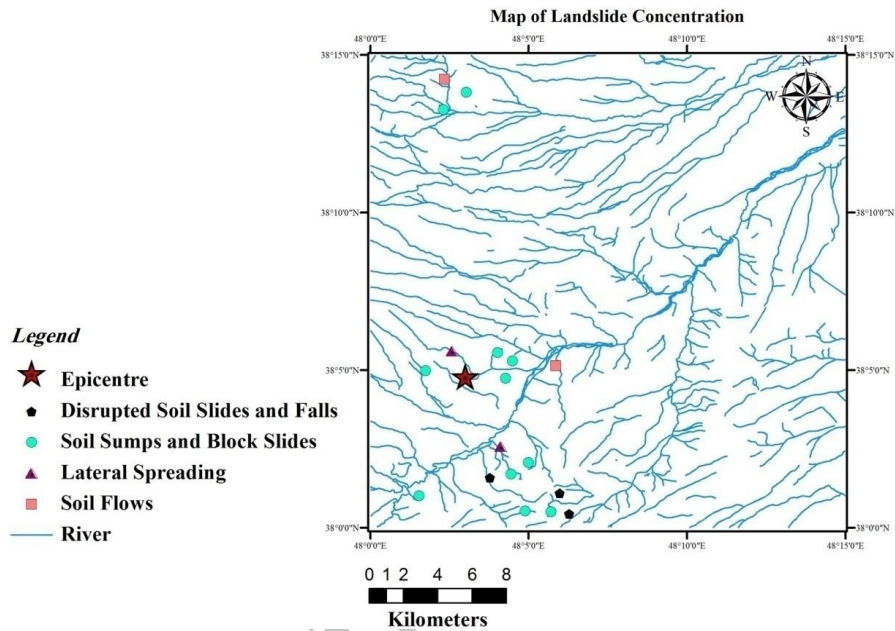 Map of Landslide Concentration
48°0'0"E 48°5'0"E 48°10'0"E 48°15'0"E
38°15'0"N 38°15'0"N
N
W E
S
38°10'0"N 38°10'0"N
Legend
Epicentre
38°5'0"N 38°5'0"N
Disrupted Soil Slides and Falls
Soil Sumps and Block Slides
Lateral Spreading
Soil Flows
River
38°0'0"N 38°0'0"N
48°0'0"E 48°5'0"E 48°10'0"E 48°15'0"E
0 1 2 4 6 8
Kilometers